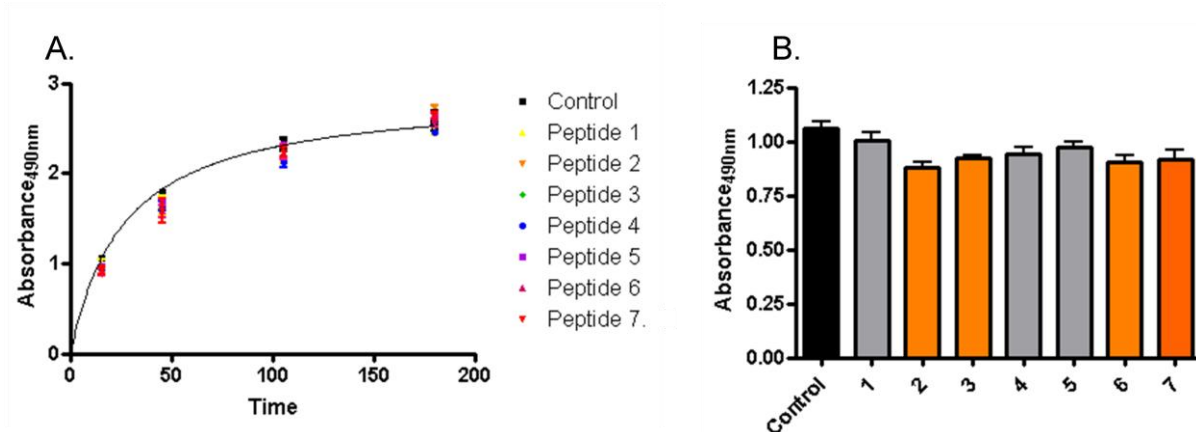 A.
3
2
1
0
Absorbance490nm
0 50 100 150 200
Time
Control
Peptide 1
Peptide 2
Peptide 3
Peptide 4
Peptide 5
Peptide 6
Peptide 7.
B.
1.25
1.00
0.75
0.50
0.25
0.00
Absorbance490nm
Control 1 2 3 4 5 6 7